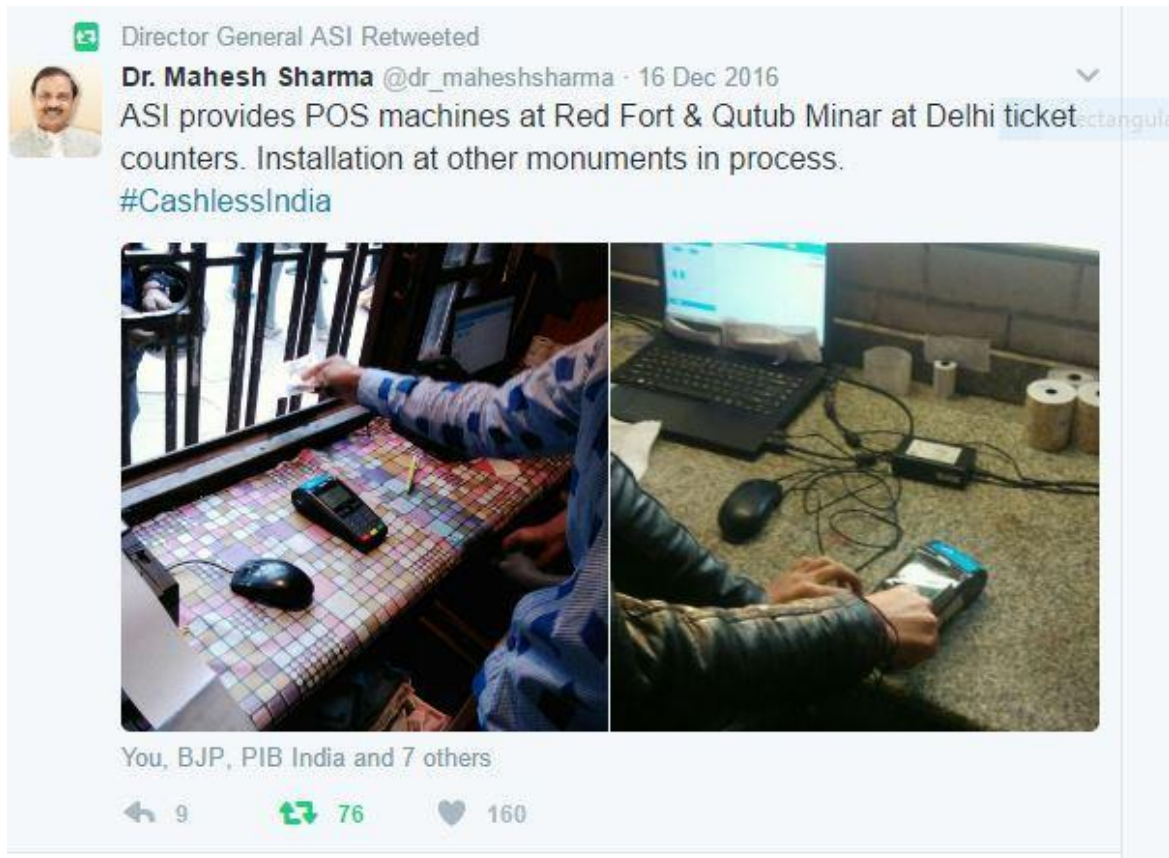 Director General ASI Retweeted
Dr. Mahesh Sharma @dr_maheshsharma · 16 Dec 2016
ASI provides POS machines at Red Fort & Qutub Minar at Delhi ticket
counters. Installation at other monuments in process.
#CashlessIndia
You, BJP, PIB India and 7 others
9 76 160